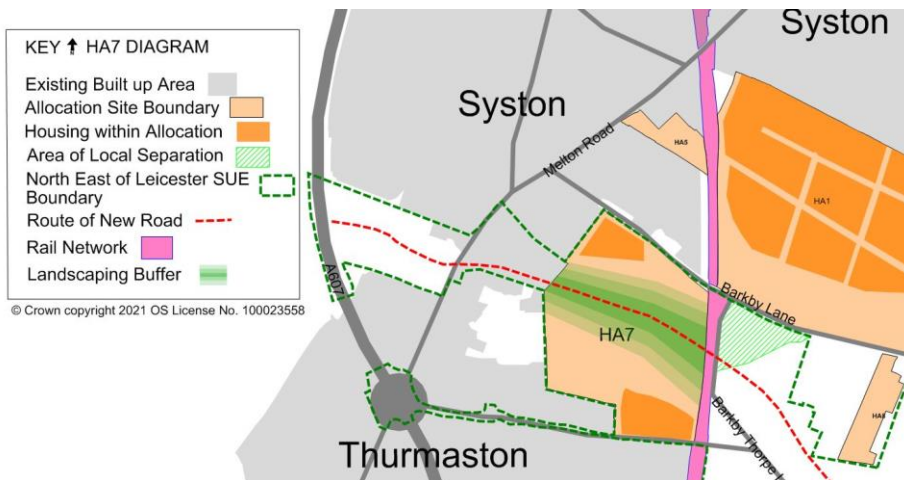 KEY HA7 DIAGRAM
Existing Built up Area
Allocation Site Boundary
Housing within Allocation
Area of Local Separation
North East of Leicester SUE
Boundary
Route of New Road
Rail Network
Landscaping Buffer
© Crown copyright 2021 OS License No. 100023558
Syston
Syston
Melton Road
HA5
HA1
A607
Barkby Lane
HA7
Barkby Thorpe
Thurmaston